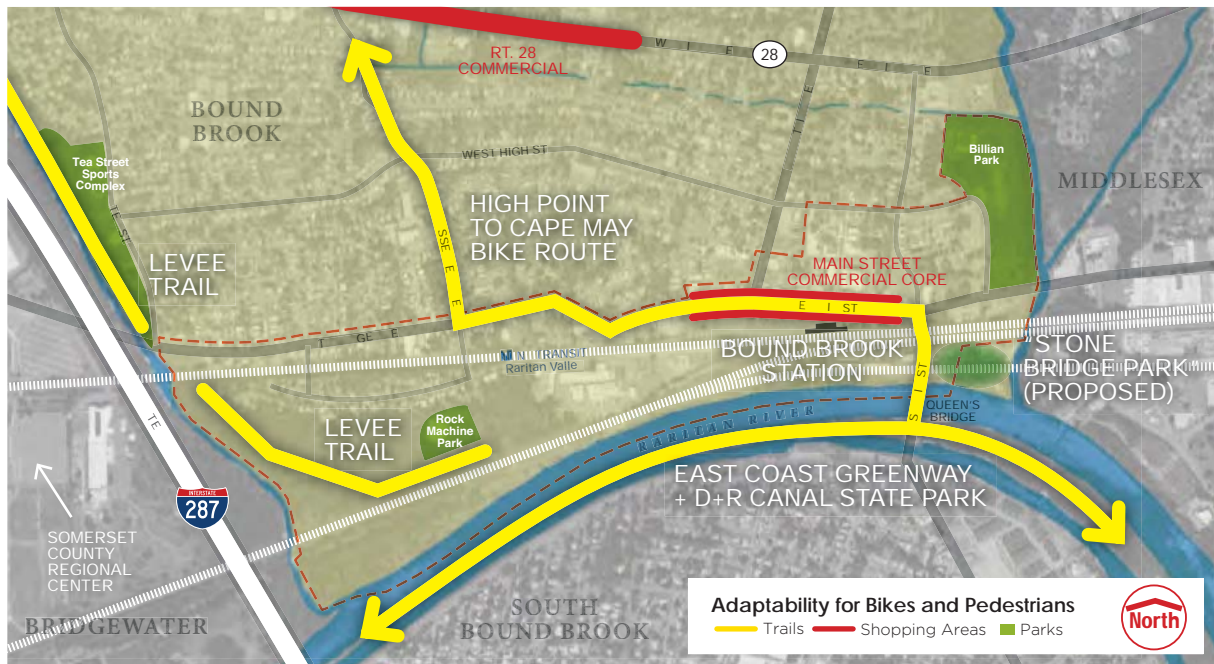 RT. 28
COMMERCIAL
28
BOUND
BROOK
Tea Street
Sports
Complex
WEST HIGH ST
Billian
Park
MIDDLESEX
HIGH POINT
TO CAPE MAY
BIKE ROUTE
LEVEE
TRAIL
MAIN STREET
COMMERCIAL CORE
E I ST
BOUND BROOK
STATION
"STONE
BRIDGE PARK"
(PROPOSED)
TRANSIT
Raritan Valle
QUEEN'S
BRIDGE
RARITAN RIVER
LEVEE
TRAIL
Rock
Machine
Park
EAST COAST GREENWAY
+ D+R CANAL STATE PARK
INTERSTATE
287
SOMERSET
COUNTY
REGIONAL
CENTER
BRIDGEWATER
SOUTH
BOUND BROOK
Adaptability for Bikes and Pedestrians
Trails Shopping Areas Parks
North